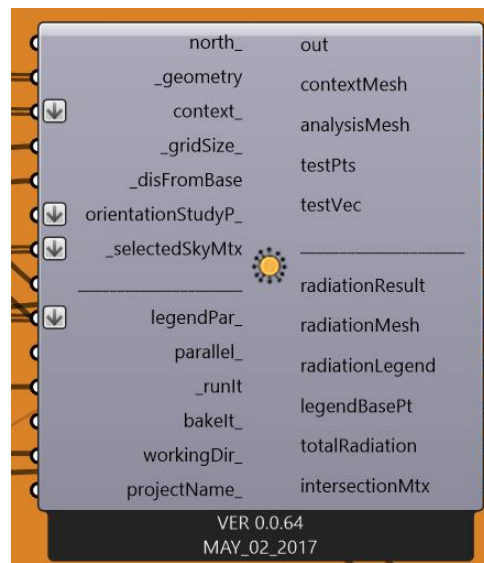 north_
_geometry
context_
_gridSize_
_disFromBase
orientationStudyP_
_selectedSkyMtx
____________________
legendPar_
parallel_
_runIt
bakeIt_
workingDir_
projectName_
out
contextMesh
analysisMesh
testPts
testVec
____________________
radiationResult
radiationMesh
radiationLegend
legendBasePt
totalRadiation
intersectionMtx
VER 0.0.64
MAY_02_2017